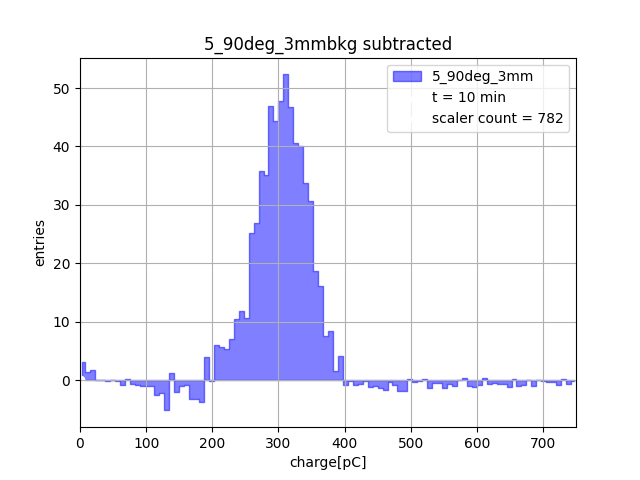 5_90deg_3mmbkg subtracted
5_90deg_3mm
t = 10 min
scaler count = 782
entries
50
40
30
20
10
0
0 100 200 300 400 500 600 700
charge[pC]